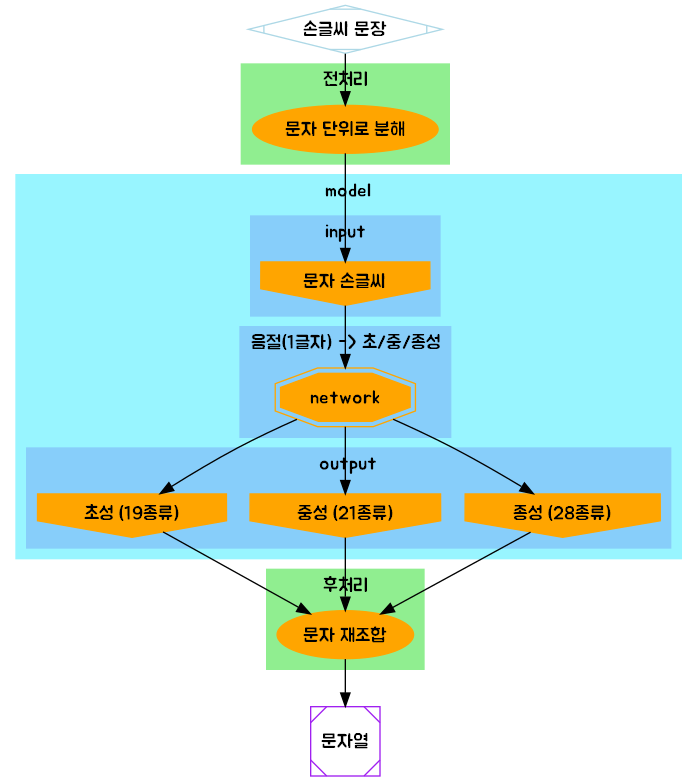 손글씨 문장
전처리
문자 단위로 분해
model
input
문자 손글씨
음절(1글자) -> 초/중/종성
network
output
초성 (19종류)
중성 (21종류)
종성 (28종류)
후처리
문자 재조합
문자열